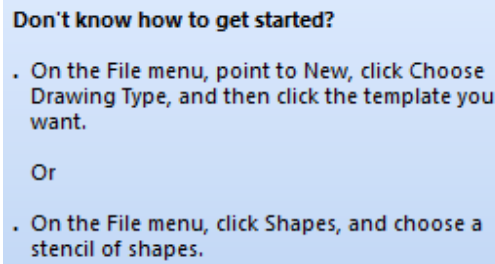 Don't know how to get started?
. On the File menu, point to New, click Choose
Drawing Type, and then click the template you
want.
Or
. On the File menu, click Shapes, and choose a
stencil of shapes.